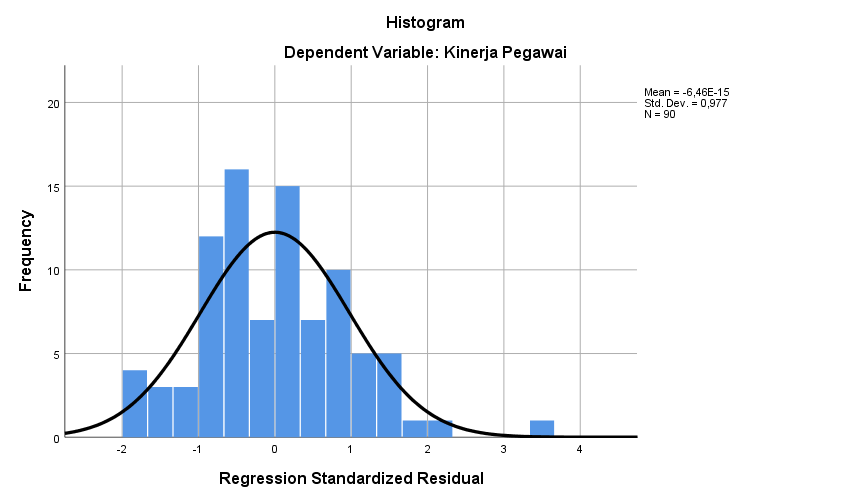 Histogram
Dependent Variable: Kinerja Pegawai
Mean = -6,46E-15
Std. Dev. = 0,977
N = 90
Frequency
20
15
10
5
0
-2 -1 0 1 2 3 4
Regression Standardized Residual